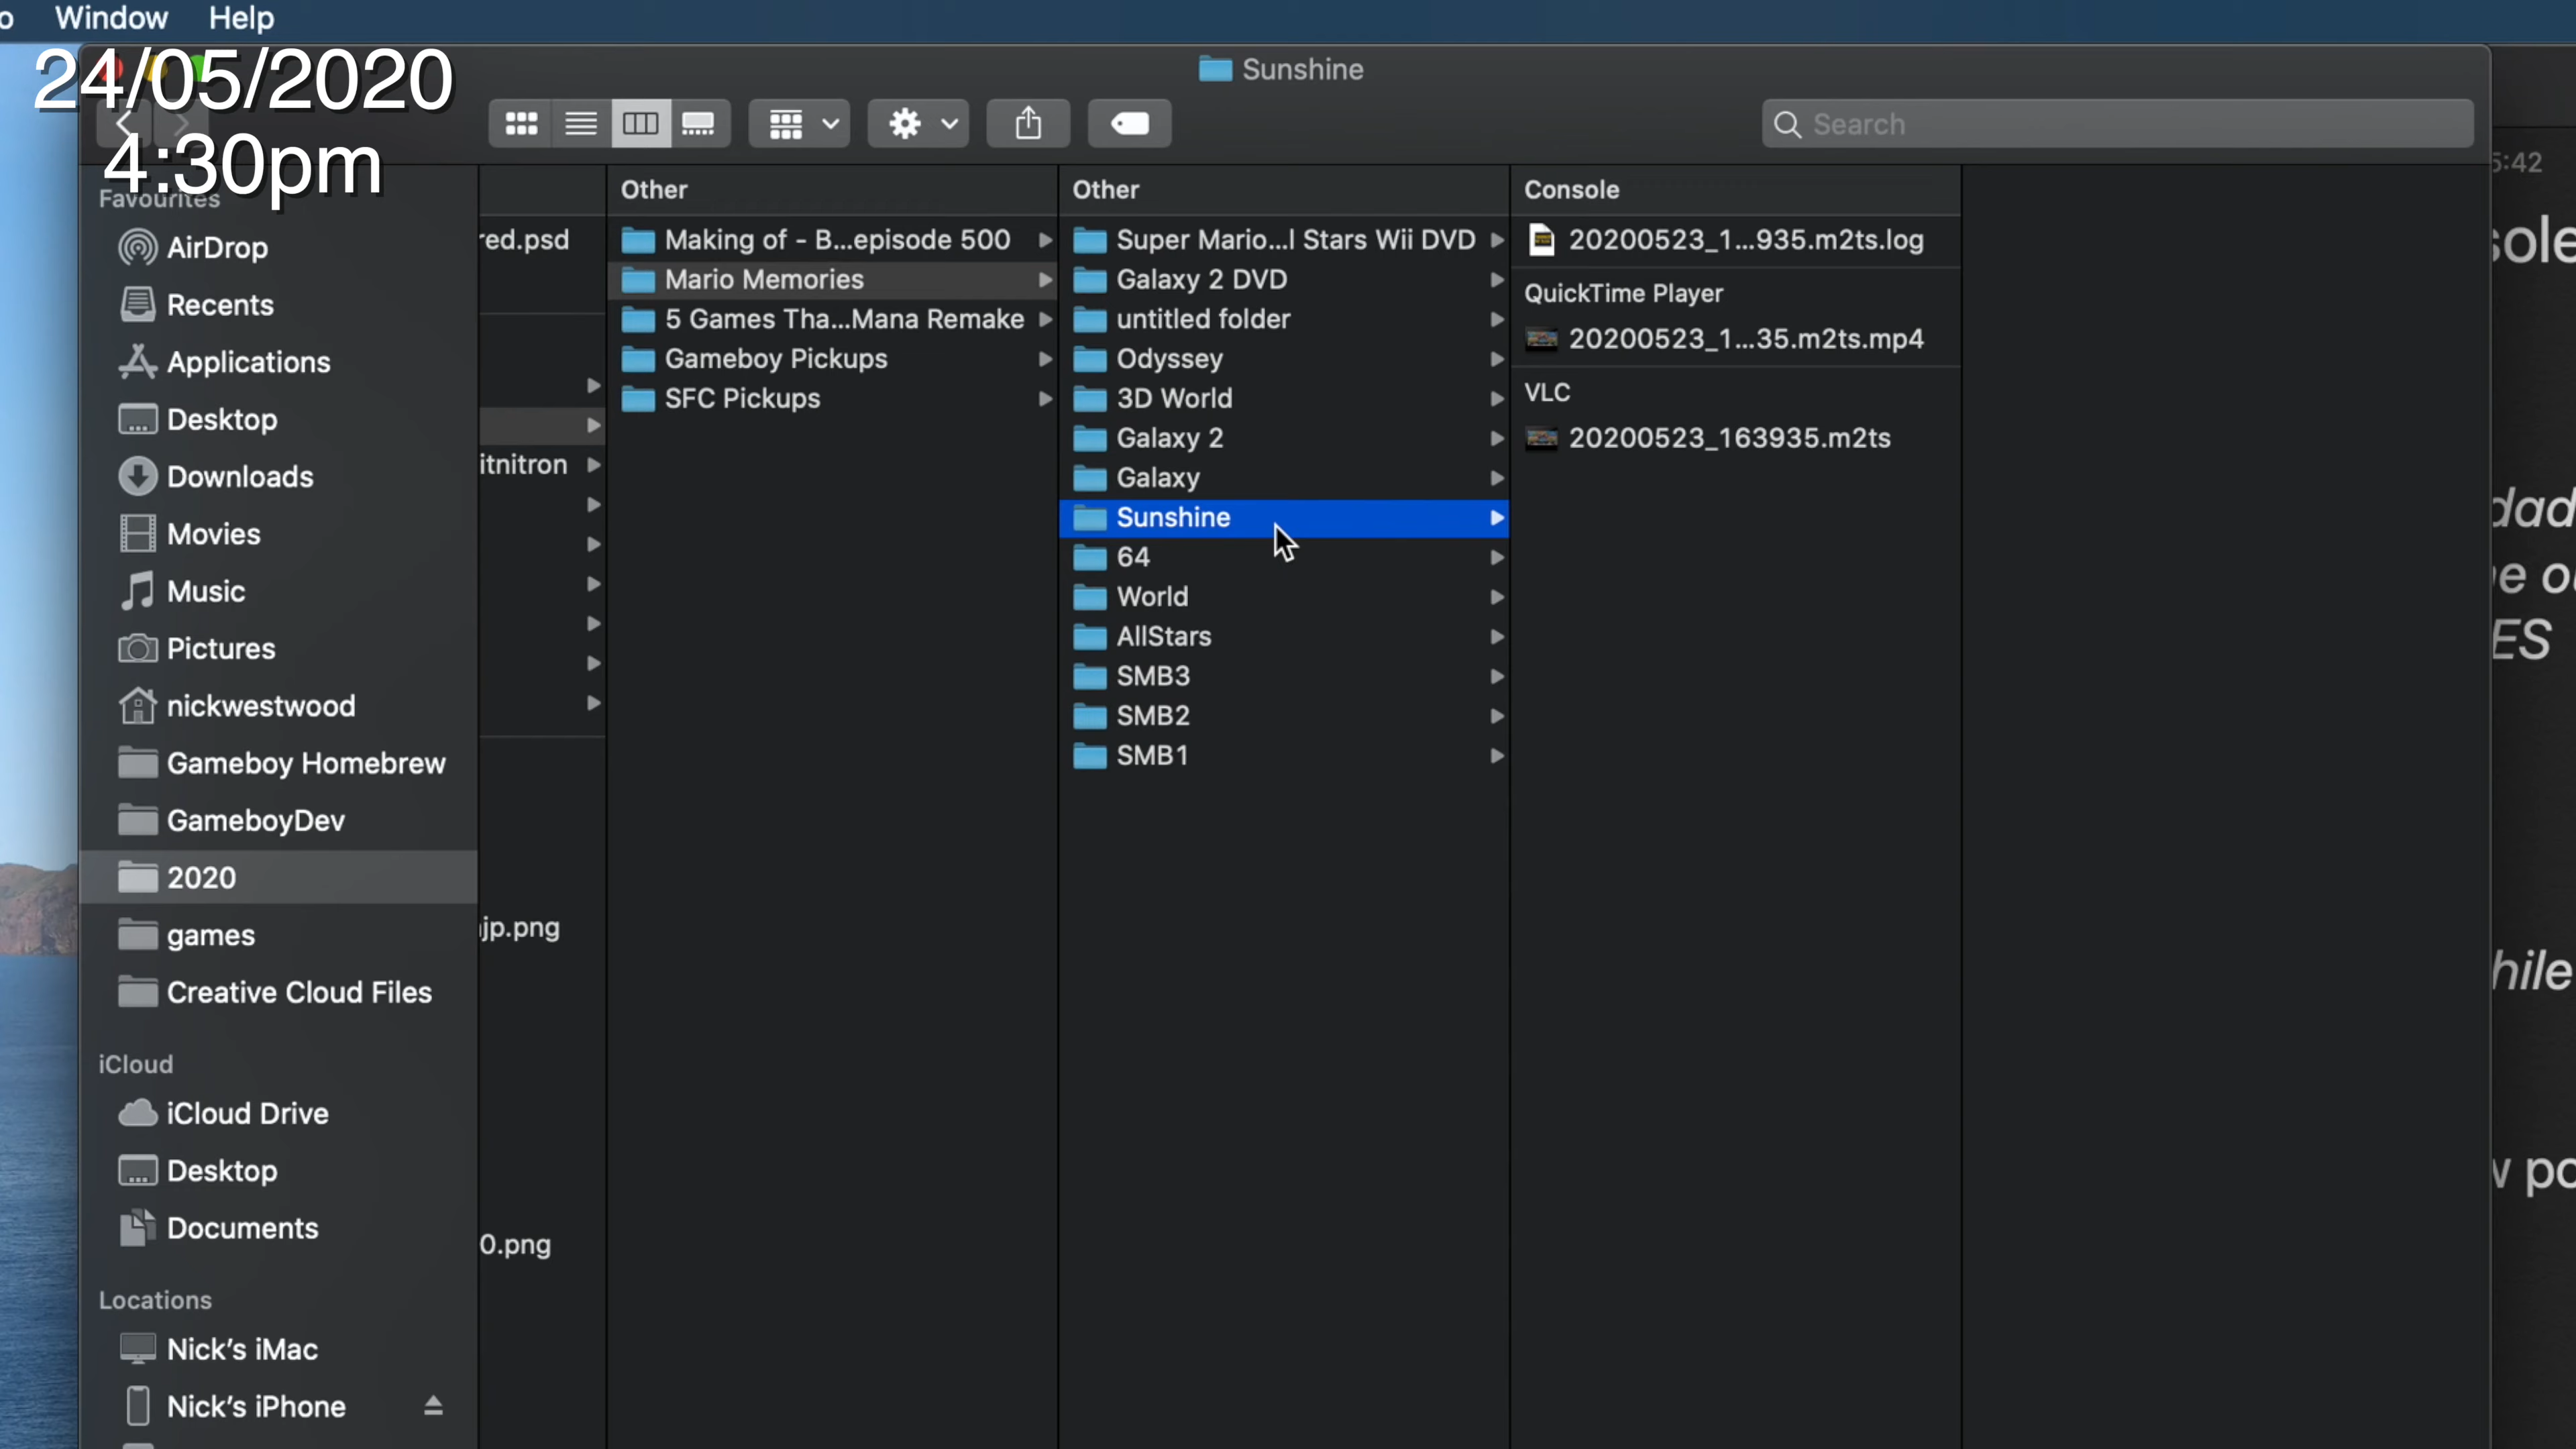 Window Help
24/05/2020
4:30pm
Sunshine
Search
Favourites
AirDrop
Recents
Applications
Desktop
Downloads
Movies
Music
Pictures
nickwestwood
Gameboy Homebrew
GameboyDev
2020
games
Creative Cloud Files
iCloud
iCloud Drive
Desktop
Documents
Locations
Nick's iMac
Nick's iPhone
red.psd
itnitron
jp.png
0.png
Other
Making of - B...episode 500
Mario Memories
5 Games Tha...Mana Remake
Gameboy Pickups
SFC Pickups
Other
Super Mario...l Stars Wii DVD
Galaxy 2 DVD
untitled folder
Odyssey
3D World
Galaxy 2
Galaxy
Sunshine
64
World
AllStars
SMB3
SMB2
SMB1
Console
20200523_1...935.m2ts.log
QuickTime Player
20200523_1...35.m2ts.mp4
VLC
20200523_163935.m2ts
5:42
sole
dad
ES
hile